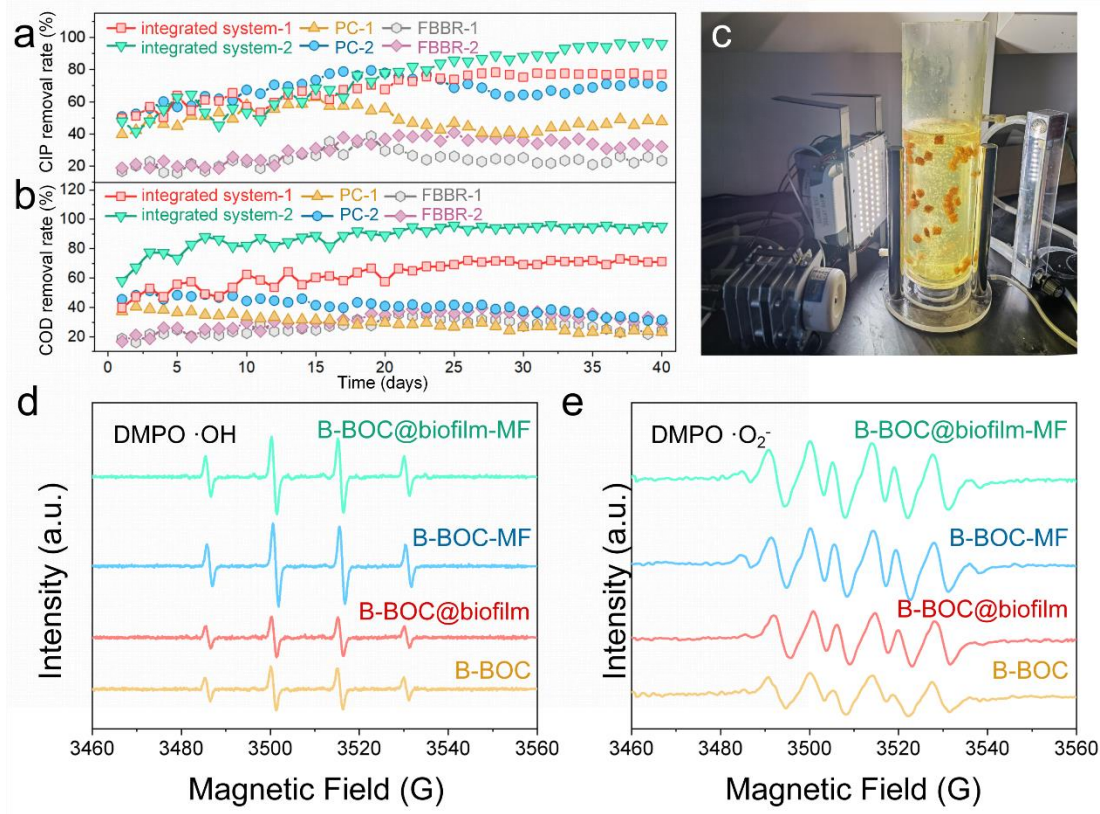 a
integrated system-1 PC-1 FBBR-1
integrated system-2 PC-2 FBBR-2
CIP removal rate (%)
100
80
60
40
20
b
integrated system-1 PC-1 FBBR-1
integrated system-2 PC-2 FBBR-2
COD removal rate (%)
120
100
80
60
40
20
0 5 10 15 20 25 30 35 40
Time (days)
c
d
DMPO ·OH
B-BOC@biofilm-MF
B-BOC-MF
B-BOC@biofilm
B-BOC
Intensity (a.u.)
3460 3480 3500 3520 3540 3560
Magnetic Field (G)
e
DMPO ·O₂⁻
B-BOC@biofilm-MF
B-BOC-MF
B-BOC@biofilm
B-BOC
Intensity (a.u.)
3460 3480 3500 3520 3540 3560
Magnetic Field (G)